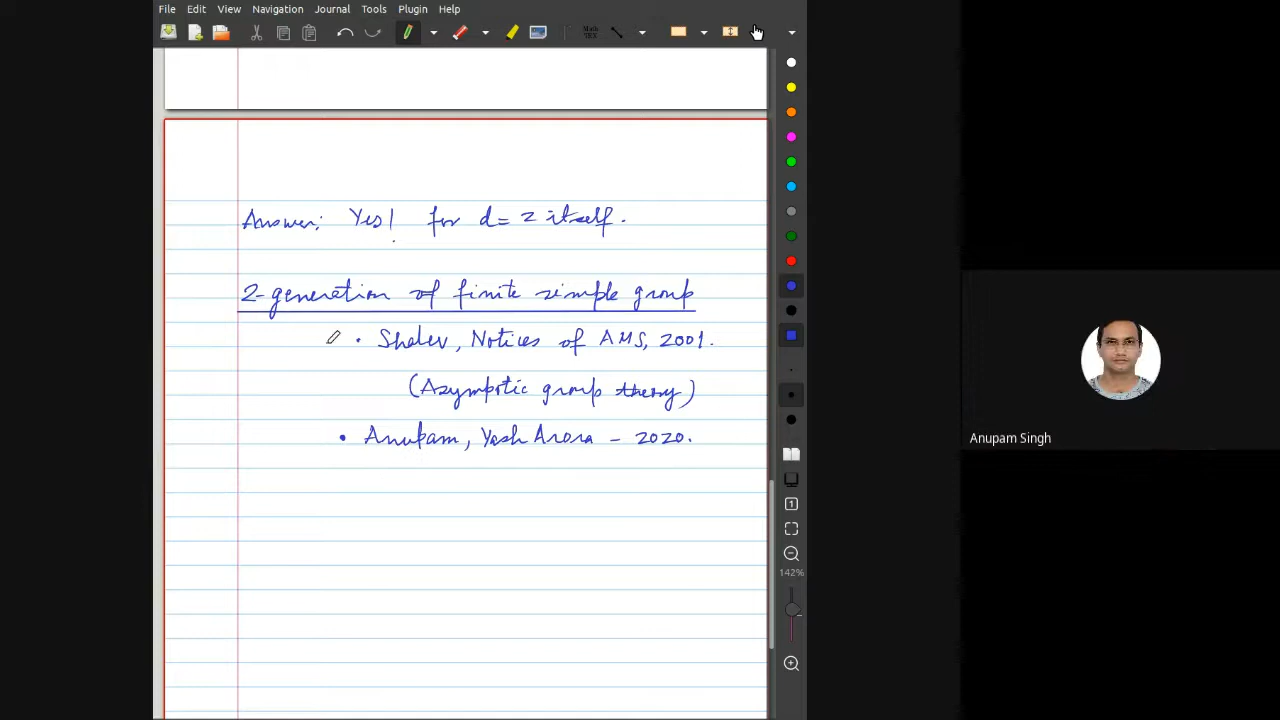 File Edit View Navigation Journal Tools Plugin Help
Answer: Yes! for d=2 itself.
2-generation of finite simple group
• Shalev, Notices of AMS, 2001.
(Asympotic group theory)
• Anupam, Yash Arora - 2020.
142%
Anupam Singh